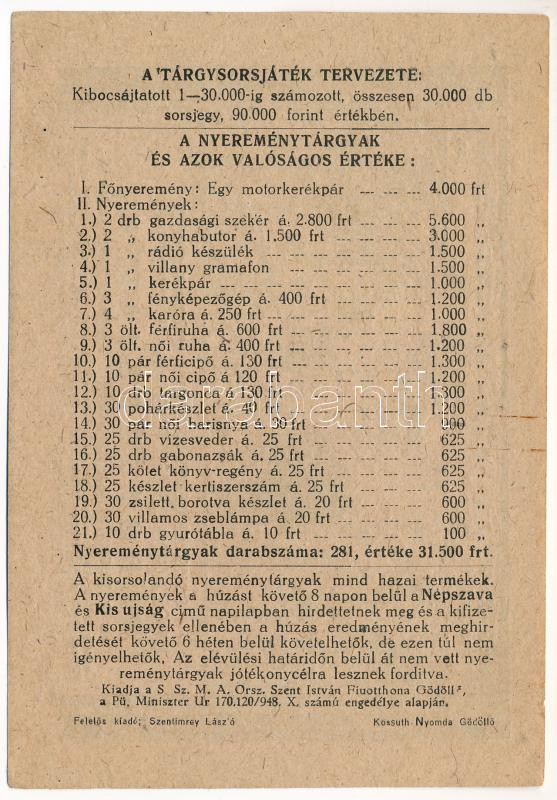 A TÁRGYSORSJÁTÉK TERVEZETE:
Kibocsájtatott 1—30.000-ig számozott, összesen 30.000 db
sorsjegy, 90.000 forint értékben.
A NYEREMÉNYTÁRGYAK
ÉS AZOK VALÓSÁGOS ÉRTÉKE:
I. Főnyeremény: Egy motorkerékpár --- --- --- 4.000 frt
II. Nyeremények:
1.) 2 drb gazdasági szekér á. 2.800 frt --- --- 5.600 „
2.) 2 „ konyhabutor á. 1.500 frt --- --- --- 3.000 „
3.) 1 „ rádió készülék --- --- --- --- 1.500 „
4.) 1 „ villany gramafon --- --- --- --- 1.500 „
5.) 1 „ kerékpár --- --- --- --- --- 1.000 „
6.) 3 „ fényképezőgép á. 400 frt --- --- --- 1.200 „
7.) 4 „ karóra á. 250 frt --- --- --- --- 1.000 „
8.) 3 ölt. férfiruha á. 600 frt --- --- --- --- 1.800 „
9.) 3 ölt. női ruha á. 400 frt --- --- --- --- 1.200 „
10.) 10 pár férficipő á. 130 frt --- --- --- --- 1.300 „
11.) 10 pár női cipő á 120 frt --- --- --- --- 1.200 „
12.) 10 drb targonca á 130 frt --- --- --- --- 1.300 „
13.) 30 pohárkészlet á. 40 frt --- --- --- --- 1.200 „
14.) 30 pár női harisnya á. 30 frt --- --- --- 900 „
15.) 25 drb vizesveder á. 25 frt --- --- --- 625 „
16.) 25 drb gabonazsák á. 25 frt --- --- --- 625 „
17.) 25 kötet könyv-regény á. 25 frt --- --- --- 625 „
18.) 25 készlet kertiszerszám á. 25 frt --- --- 625 „
19.) 30 zsilett, borotva készlet á. 20 frt --- --- 600 „
20.) 30 villamos zseblámpa á. 20 frt --- --- --- 600 „
21.) 10 drb gyurótábla á. 10 frt --- --- --- 100 „
Nyereménytárgyak darabszáma: 281, értéke 31.500 frt.
A kisorsolandó nyereménytárgyak mind hazai termékek.
A nyeremények a húzást követő 8 napon belül a Népszava
és Kis ujság című napilapban hirdettetnek meg és a kifize-
tett sorsjegyek ellenében a húzás eredményének meghir-
detését követő 6 héten belül követelhetők, de ezen túl nem
igényelhetők, Az elévülési határidőn belül át nem vett nye-
reménytárgyak jótékonycélra lesznek fordítva.
Kiadja a S. Sz. M. A. Orsz. Szent István Fiuotthona Gödöllő,
a Pü, Miniszter Ur 170.120/948, X. számú engedélye alapján.
Felelős kiadó; Szentimrey László
Kossuth Nyomda Gödöllő
darabanth